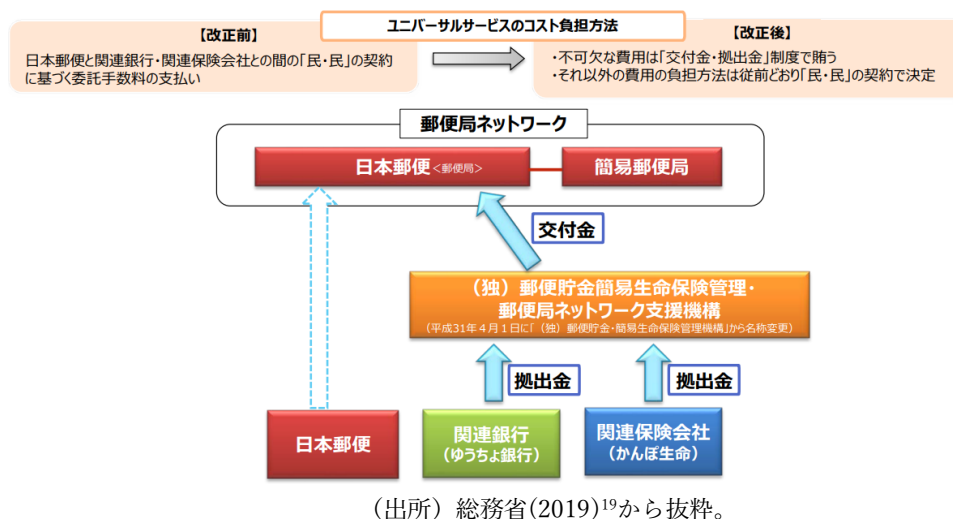 ユニバーサルサービスのコスト負担方法
【改正前】
日本郵便と関連銀行・関連保険会社との間の「民・民」の契約
に基づく委託手数料の支払い
【改正後】
・不可欠な費用は「交付金・拠出金」制度で賄う
・それ以外の費用の負担方法は従前どおり「民・民」の契約で決定
郵便局ネットワーク
日本郵便<郵便局>
簡易郵便局
交付金
(独)郵便貯金簡易生命保険管理・
郵便局ネットワーク支援機構
(平成31年4月1日に「(独)郵便貯金・簡易生命保険管理機構」から名称変更)
拠出金
拠出金
日本郵便
関連銀行
(ゆうちょ銀行)
関連保険会社
(かんぽ生命)
(出所)総務省(2019)19から抜粋。